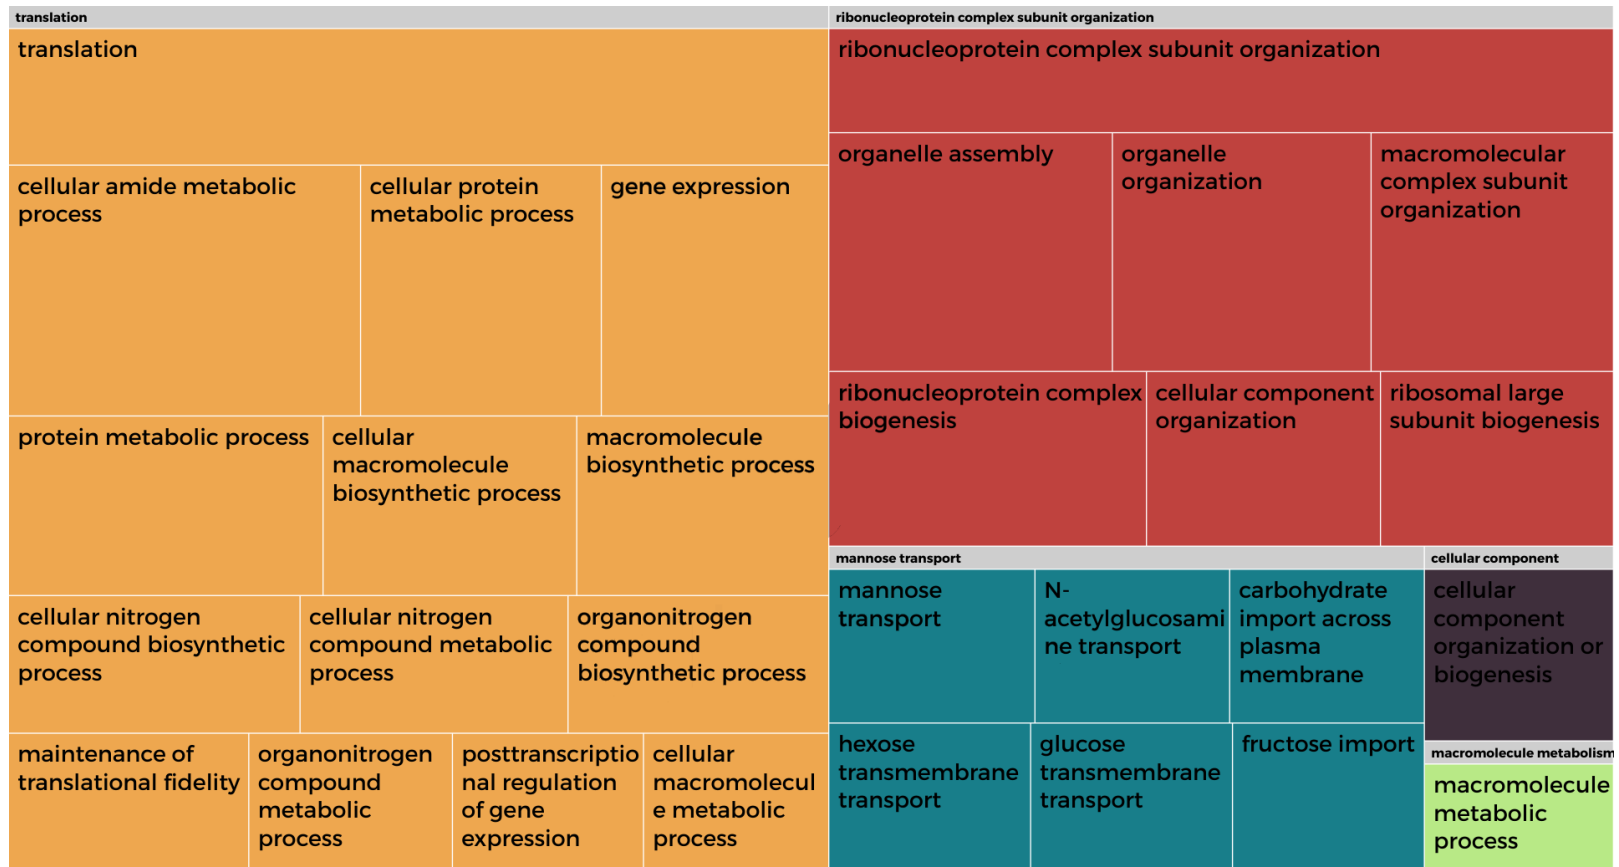 translation
translation
cellular amide metabolic
process
cellular protein
metabolic process
gene expression
protein metabolic process
cellular
macromolecule
biosynthetic process
macromolecule
biosynthetic process
cellular nitrogen
compound biosynthetic
process
cellular nitrogen
compound metabolic
process
organonitrogen
compound
biosynthetic process
maintenance of
translational fidelity
organonitrogen
compound
metabolic
process
posttranscriptio
nal regulation
of gene
expression
cellular
macromolecul
e metabolic
process
ribonucleoprotein complex subunit organization
ribonucleoprotein complex subunit organization
organelle assembly
organelle
organization
macromolecular
complex subunit
organization
ribonucleoprotein complex
biogenesis
cellular component
organization
ribosomal large
subunit biogenesis
mannose transport
mannose
transport
N-
acetylglucosami
ne transport
carbohydrate
import across
plasma
membrane
hexose
transmembrane
transport
glucose
transmembrane
transport
fructose import
cellular component
cellular
component
organization or
biogenesis
macromolecule metabolism
macromolecule
metabolic
process